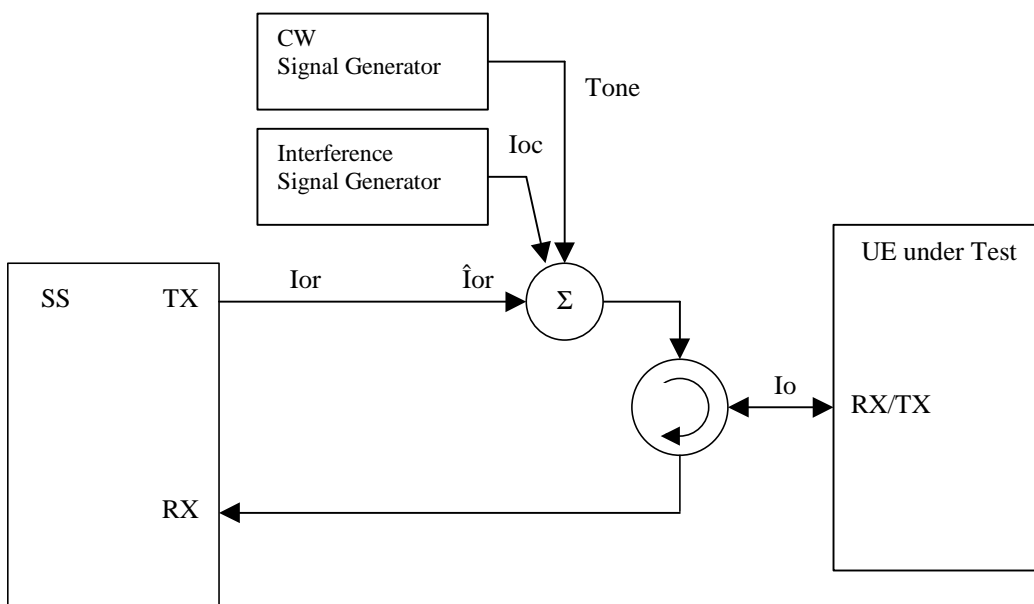 CW
Signal Generator
Tone
Interference
Signal Generator
Ioc
UE under Test
SS
TX
Ior
Îor
Σ
Io
RX/TX
RX